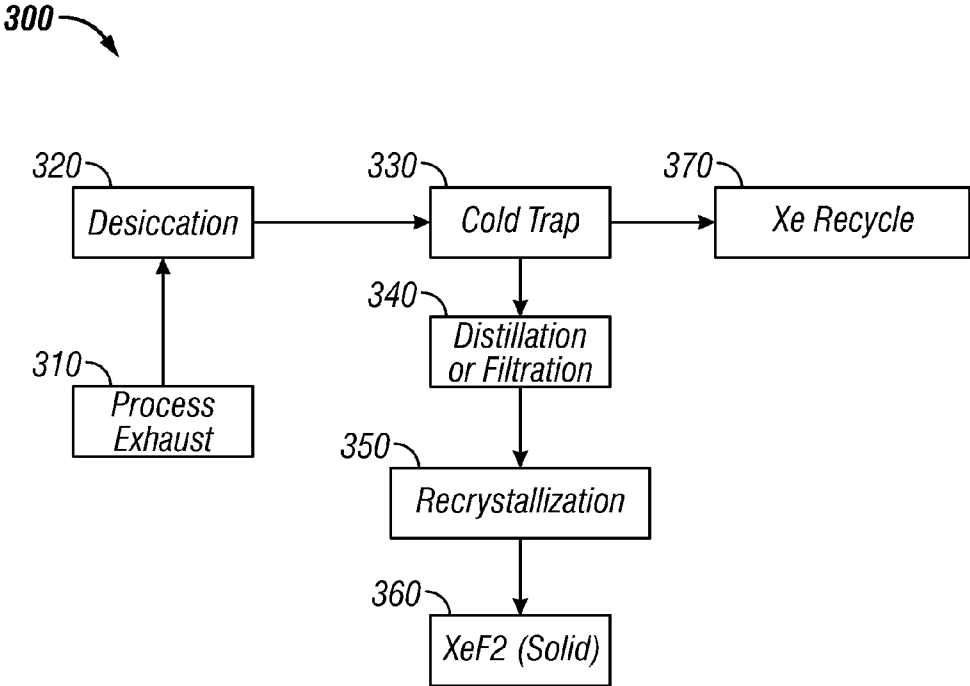 300
320
330
370
Desiccation
Cold Trap
Xe Recycle
340
Distillation
or Filtration
310
Process
Exhaust
350
Recrystallization
360
XeF2 (Solid)